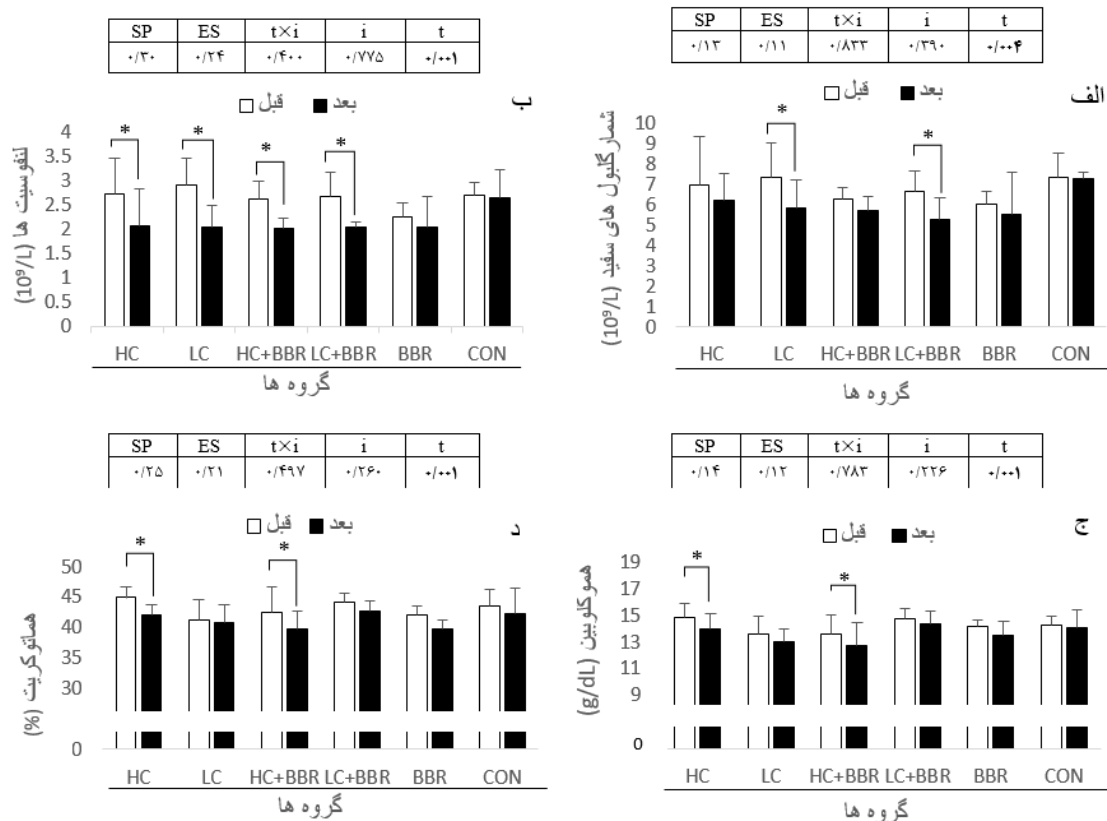 SP ES t×i i t
۰/۱۳ ۰/۱۱ ۰/۸۳۳ ۰/۳۹۰ ۰/۰۰۴
الف
قبل بعد
شمارگلبول های سفید (10⁹/L)
10
9
8
7
6
5
4
3
2
1
0
* *
HC LC HC+BBR LC+BBR BBR CON
گروه ها
SP ES t×i i t
۰/۳۰ ۰/۲۴ ۰/۴۰۰ ۰/۷۷۵ ۰/۰۰۱
ب
قبل بعد
لنفوسیت ها (10⁹/L)
4
3.5
3
2.5
2
1.5
1
0.5
0
* * * *
HC LC HC+BBR LC+BBR BBR CON
گروه ها
SP ES t×i i t
۰/۱۴ ۰/۱۲ ۰/۷۸۳ ۰/۲۲۶ ۰/۰۰۱
ج
قبل بعد
هموکلوبین (g/dL)
19
17
15
13
11
9
0
* *
HC LC HC+BBR LC+BBR BBR CON
گروه ها
SP ES t×i i t
۰/۲۵ ۰/۲۱ ۰/۴۹۷ ۰/۲۶۰ ۰/۰۰۱
د
قبل بعد
هماتوکریت (%)
50
45
40
35
30
0
* *
HC LC HC+BBR LC+BBR BBR CON
گروه ها